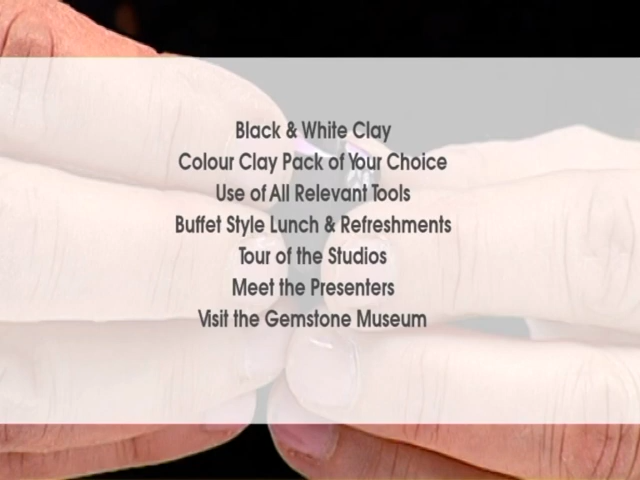 Black & White Clay
Colour Clay Pack of Your Choice
Use of All Relevant Tools
Buffet Style Lunch & Refreshments
Tour of the Studios
Meet the Presenters
Visit the Gemstone Museum